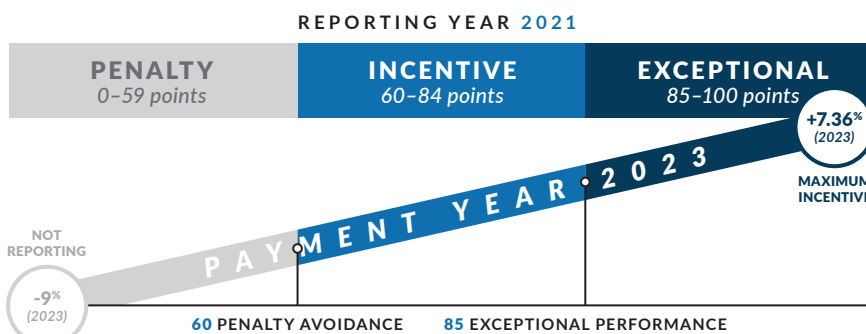 REPORTING YEAR 2021
PENALTY
0–59 points
INCENTIVE
60–84 points
EXCEPTIONAL
85–100 points
+7.36%
(2023)
MAXIMUM
INCENTIVE
PAYMENT YEAR 2023
NOT
REPORTING
-9%
(2023)
60 PENALTY AVOIDANCE
85 EXCEPTIONAL PERFORMANCE